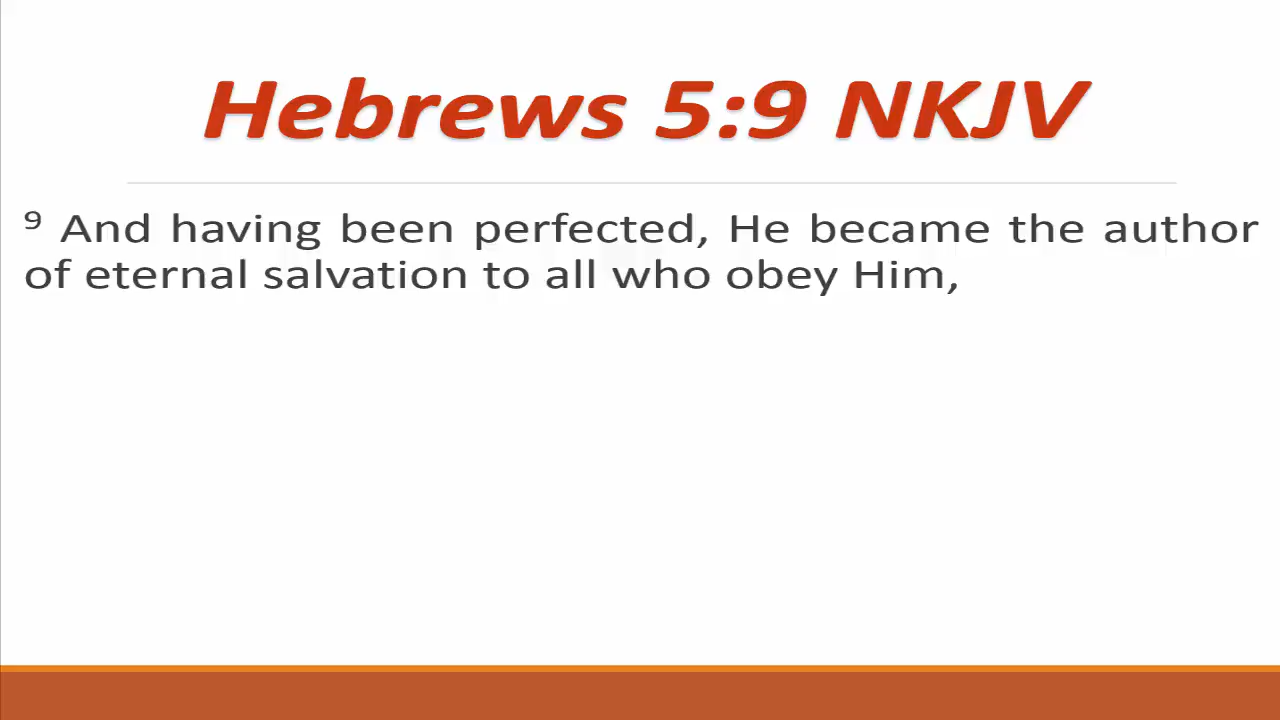 Hebrews 5:9 NKJV
9 And having been perfected, He became the author
of eternal salvation to all who obey Him,